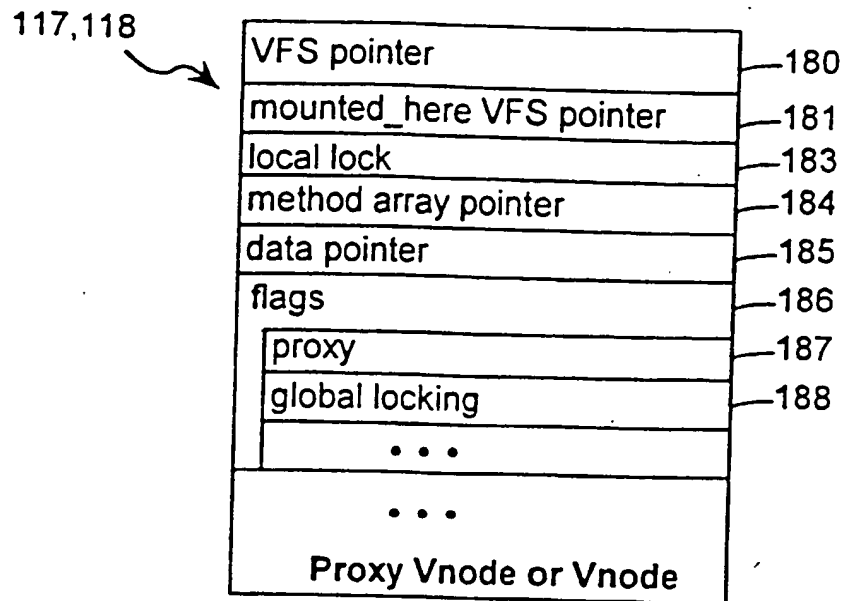 117,118
VFS pointer 180
mounted_here VFS pointer 181
local lock 183
method array pointer 184
data pointer 185
flags 186
proxy 187
global locking 188
• • •
• • •
Proxy Vnode or Vnode